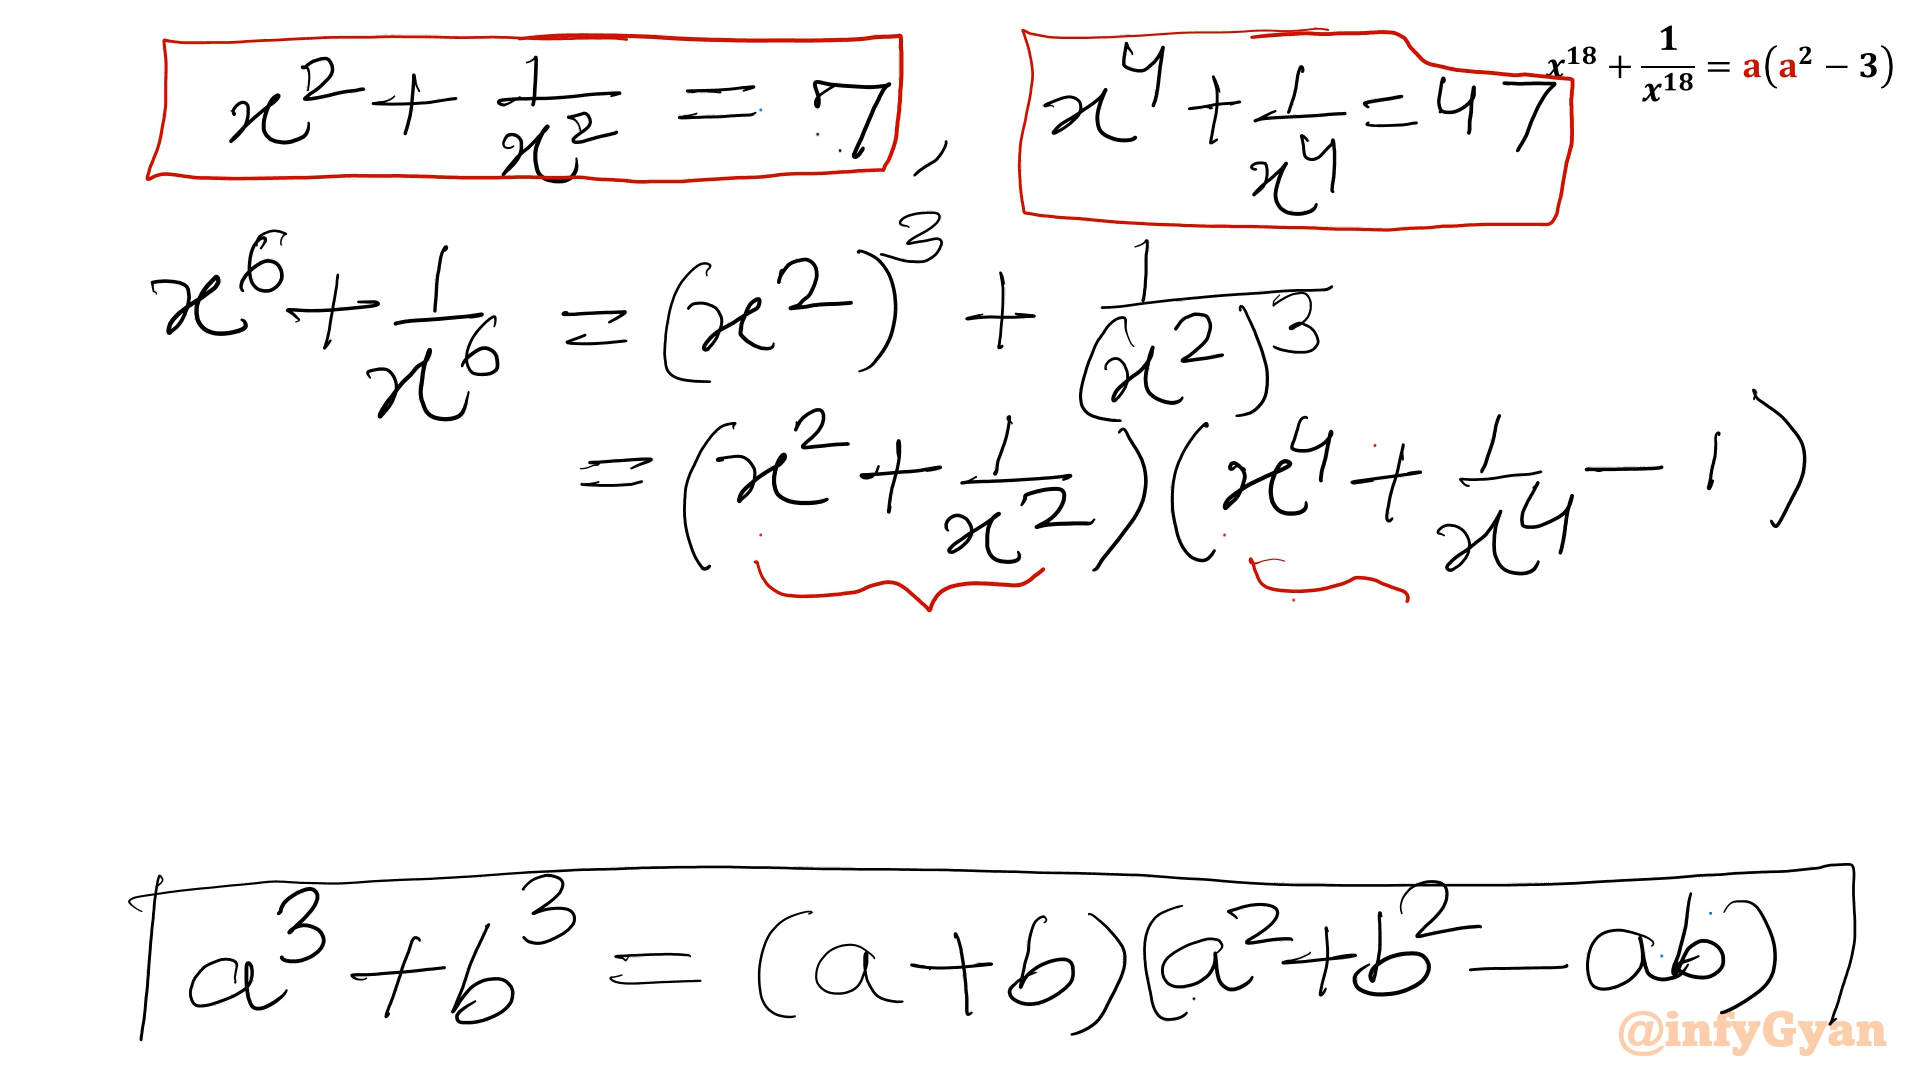 x² + 1/x² = 7, x⁴ + 1/x⁴ = 47
x¹⁸ + 1/x¹⁸ = a(a² − 3)
x⁶ + 1/x⁶ = (x²)³ + 1/(x²)³
= (x² + 1/x²)(x⁴ + 1/x⁴ − 1)
a³ + b³ = (a + b)(a² + b² − ab)
@infyGyan